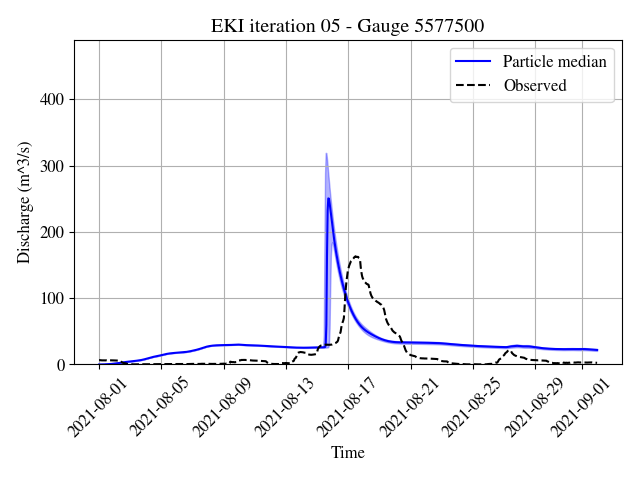 EKI iteration 05 - Gauge 5577500
Particle median
Observed
Discharge (m^3/s)
400
300
200
100
0
2021-08-01
2021-08-05
2021-08-09
2021-08-13
2021-08-17
2021-08-21
2021-08-25
2021-08-29
2021-09-01
Time